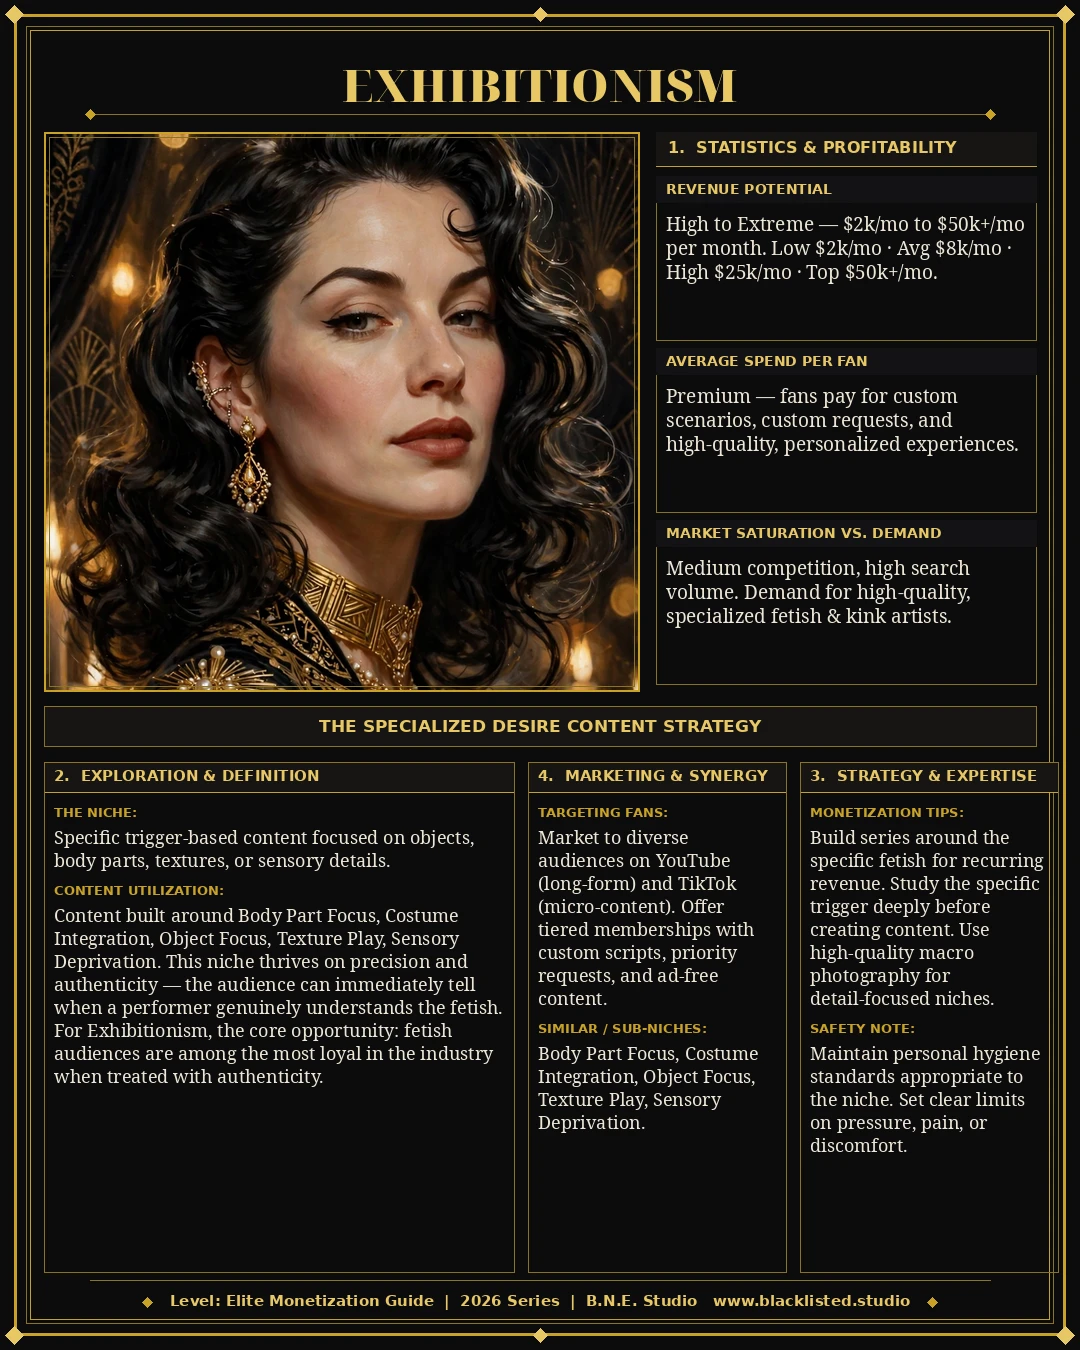 EXHIBITIONISM
1. STATISTICS & PROFITABILITY
REVENUE POTENTIAL
High to Extreme — $2k/mo to $50k+/mo
per month. Low $2k/mo · Avg $8k/mo ·
High $25k/mo · Top $50k+/mo.
AVERAGE SPEND PER FAN
Premium — fans pay for custom
scenarios, custom requests, and
high-quality, personalized experiences.
MARKET SATURATION VS. DEMAND
Medium competition, high search
volume. Demand for high-quality,
specialized fetish & kink artists.
THE SPECIALIZED DESIRE CONTENT STRATEGY
2. EXPLORATION & DEFINITION
THE NICHE:
Specific trigger-based content focused on objects,
body parts, textures, or sensory details.
CONTENT UTILIZATION:
Content built around Body Part Focus, Costume
Integration, Object Focus, Texture Play, Sensory
Deprivation. This niche thrives on precision and
authenticity — the audience can immediately tell
when a performer genuinely understands the fetish.
For Exhibitionism, the core opportunity: fetish
audiences are among the most loyal in the industry
when treated with authenticity.
4. MARKETING & SYNERGY
TARGETING FANS:
Market to diverse
audiences on YouTube
(long-form) and TikTok
(micro-content). Offer
tiered memberships with
custom scripts, priority
requests, and ad-free
content.
SIMILAR / SUB-NICHES:
Body Part Focus, Costume
Integration, Object Focus,
Texture Play, Sensory
Deprivation.
3. STRATEGY & EXPERTISE
MONETIZATION TIPS:
Build series around the
specific fetish for recurring
revenue. Study the specific
trigger deeply before
creating content. Use
high-quality macro
photography for
detail-focused niches.
SAFETY NOTE:
Maintain personal hygiene
standards appropriate to
the niche. Set clear limits
on pressure, pain, or
discomfort.
Level: Elite Monetization Guide | 2026 Series | B.N.E. Studio www.blacklisted.studio